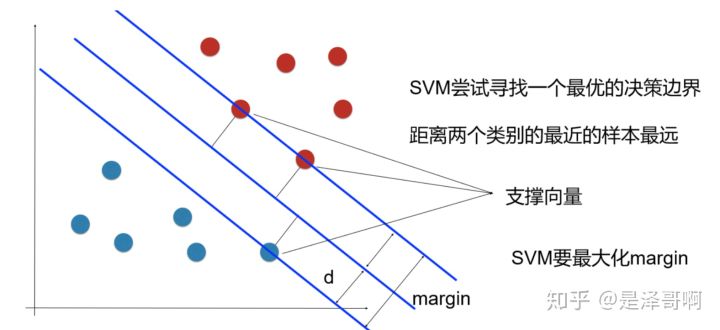 SVM尝试寻找一个最优的决策边界
距离两个类别的最近的样本最远
支撑向量
SVM要最大化margin
d
margin
知乎 @是泽哥啊